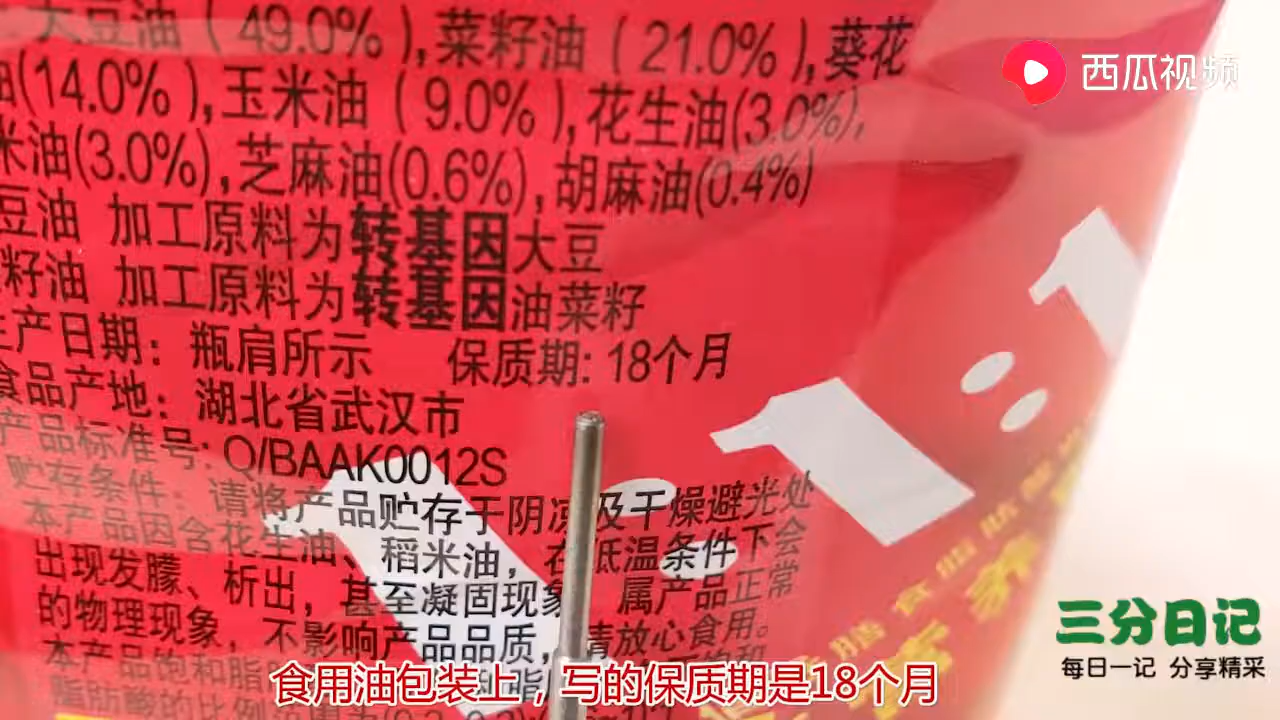 大豆油(49.0%),菜籽油(21.0%),葵花
油(14.0%),玉米油(9.0%),花生油(3.0%),
米油(3.0%),芝麻油(0.6%),胡麻油(0.4%)
豆油 加工原料为转基因大豆
籽油 加工原料为转基因油菜籽
生产日期: 瓶肩所示 保质期: 18个月
食品产地: 湖北省武汉市
产品标准号: Q/BAAK0012S
贮存条件: 请将产品贮存于阴凉及干燥避光处
本产品因含花生油、稻米油, 在低温条件下会
出现发朦、析出, 甚至凝固现象 属产品正常
的物理现象, 不影响产品品质, 请放心食用。
本产品饱和脂
1:1:1
西瓜视频
三分日记
每日一记 分享精采
食用油包装上,写的保质期是18个月